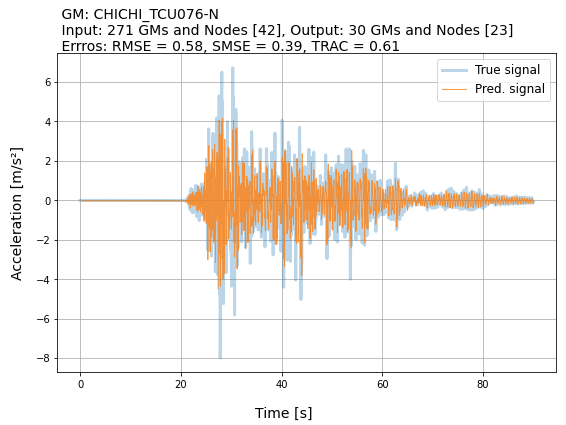 GM: CHICHI_TCU076-N
Input: 271 GMs and Nodes [42], Output: 30 GMs and Nodes [23]
Errros: RMSE = 0.58, SMSE = 0.39, TRAC = 0.61
True signal
Pred. signal
6
4
2
0
−2
−4
−6
−8
Acceleration [m/s²]
0 20 40 60 80
Time [s]